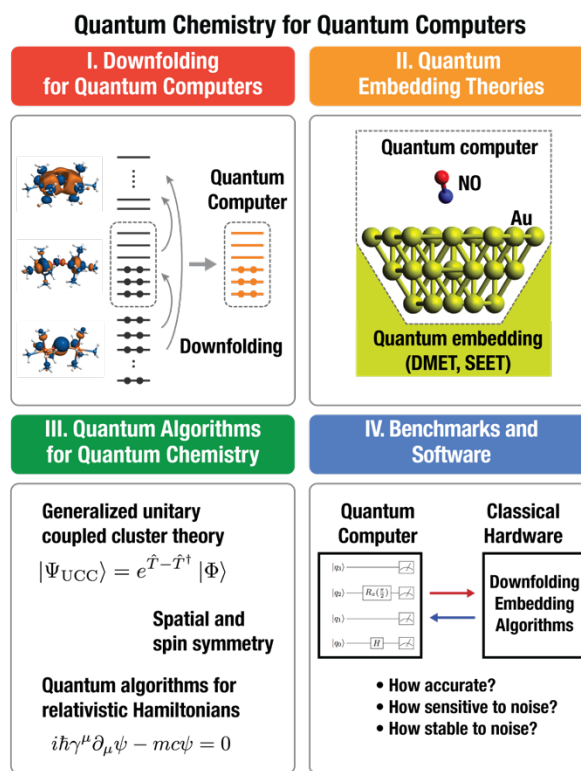 Quantum Chemistry for Quantum Computers
I. Downfolding
for Quantum Computers
II. Quantum
Embedding Theories
Quantum
Computer
Downfolding
Quantum computer
NO
Au
Quantum embedding
(DMET, SEET)
III. Quantum Algorithms
for Quantum Chemistry
IV. Benchmarks and
Software
Generalized unitary
coupled cluster theory
|Ψ_UCC⟩ = e^{T̂−T̂†} |Φ⟩
Spatial and
spin symmetry
Quantum algorithms for
relativistic Hamiltonians
iħγ^μ∂_μψ − mcψ = 0
Quantum
Computer
Classical
Hardware
|q₃⟩
|q₂⟩ R_x(π/2)
|q₁⟩
|q₀⟩ H
Downfolding
Embedding
Algorithms
• How accurate?
• How sensitive to noise?
• How stable to noise?